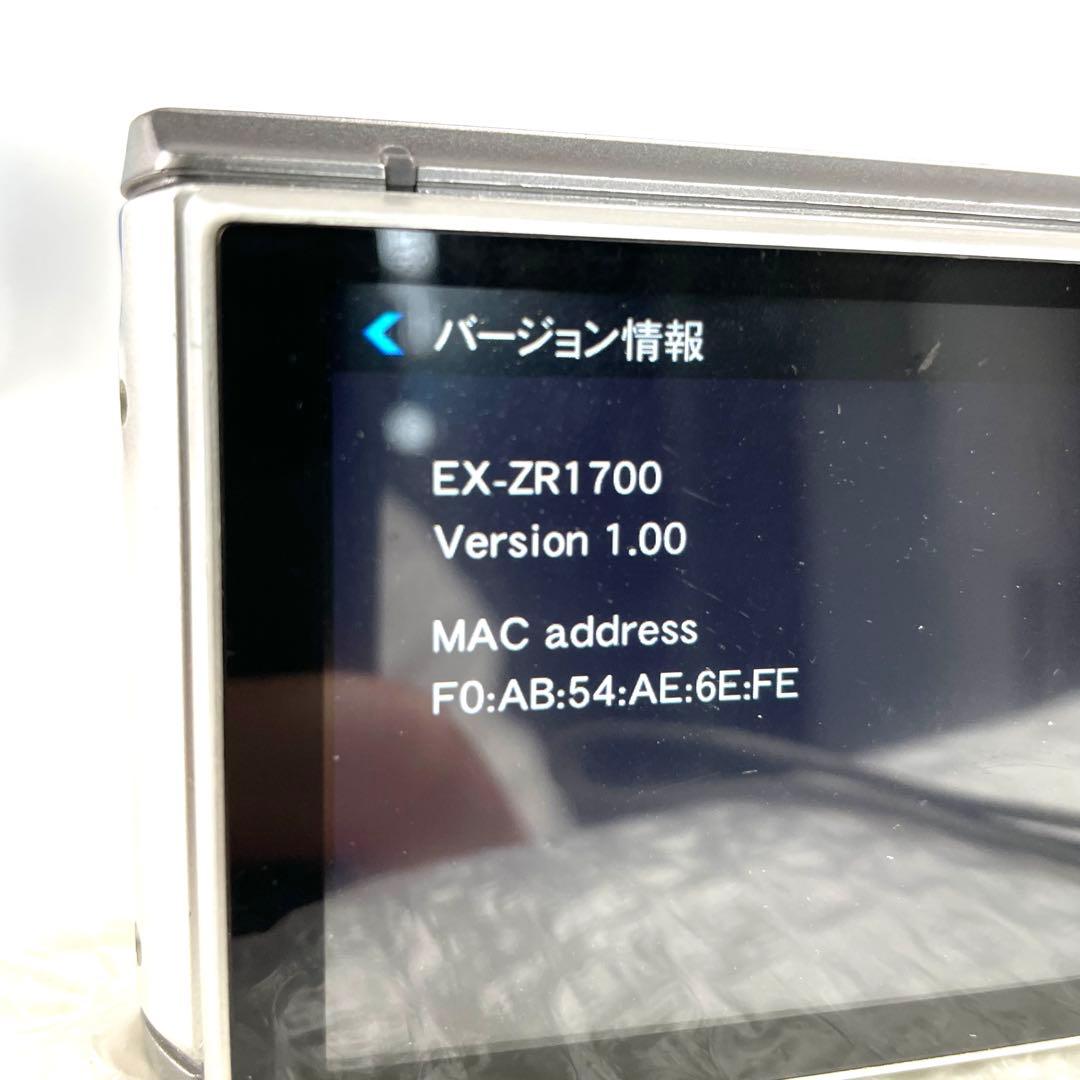 バージョン情報
EX-ZR1700
Version 1.00
MAC address
F0:AB:54:AE:6E:FE